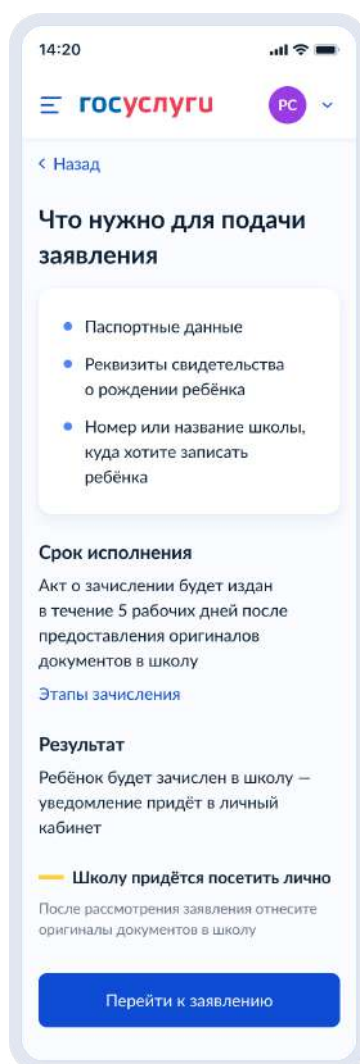 14:20
госуслуги
РС
Назад
Что нужно для подачи
заявления
Паспортные данные
Реквизиты свидетельства
о рождении ребёнка
Номер или название школы,
куда хотите записать
ребёнка
Срок исполнения
Акт о зачислении будет издан
в течение 5 рабочих дней после
предоставления оригиналов
документов в школу
Этапы зачисления
Результат
Ребёнок будет зачислен в школу —
уведомление придёт в личный
кабинет
Школу придётся посетить лично
После рассмотрения заявления отнесите
оригиналы документов в школу
Перейти к заявлению